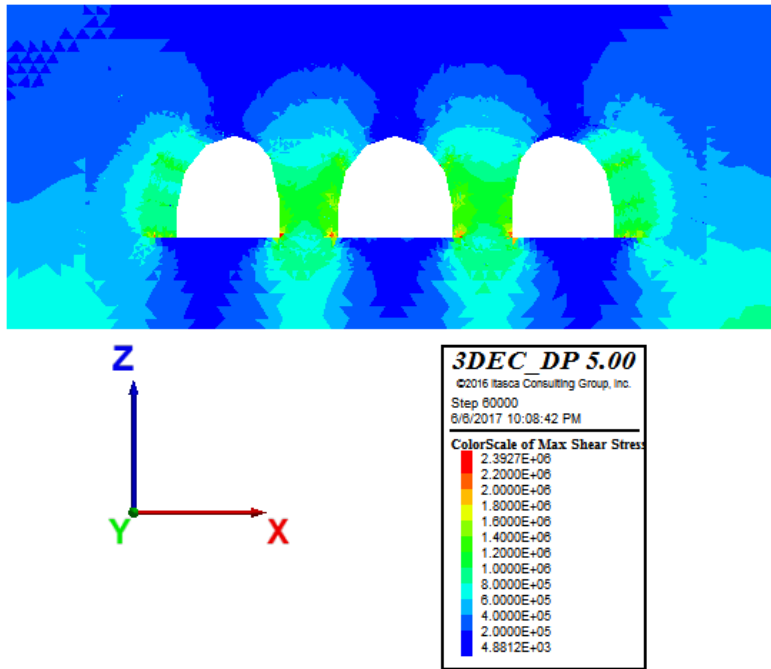 Z
Y
X
3DEC_DP 5.00
©2016 Itasca Consulting Group, Inc.
Step 60000
6/6/2017 10:08:42 PM
ColorScale of Max Shear Stress
2.3927E+06
2.2000E+06
2.0000E+06
1.8000E+06
1.6000E+06
1.4000E+06
1.2000E+06
1.0000E+06
8.0000E+05
6.0000E+05
4.0000E+05
2.0000E+05
4.8812E+03